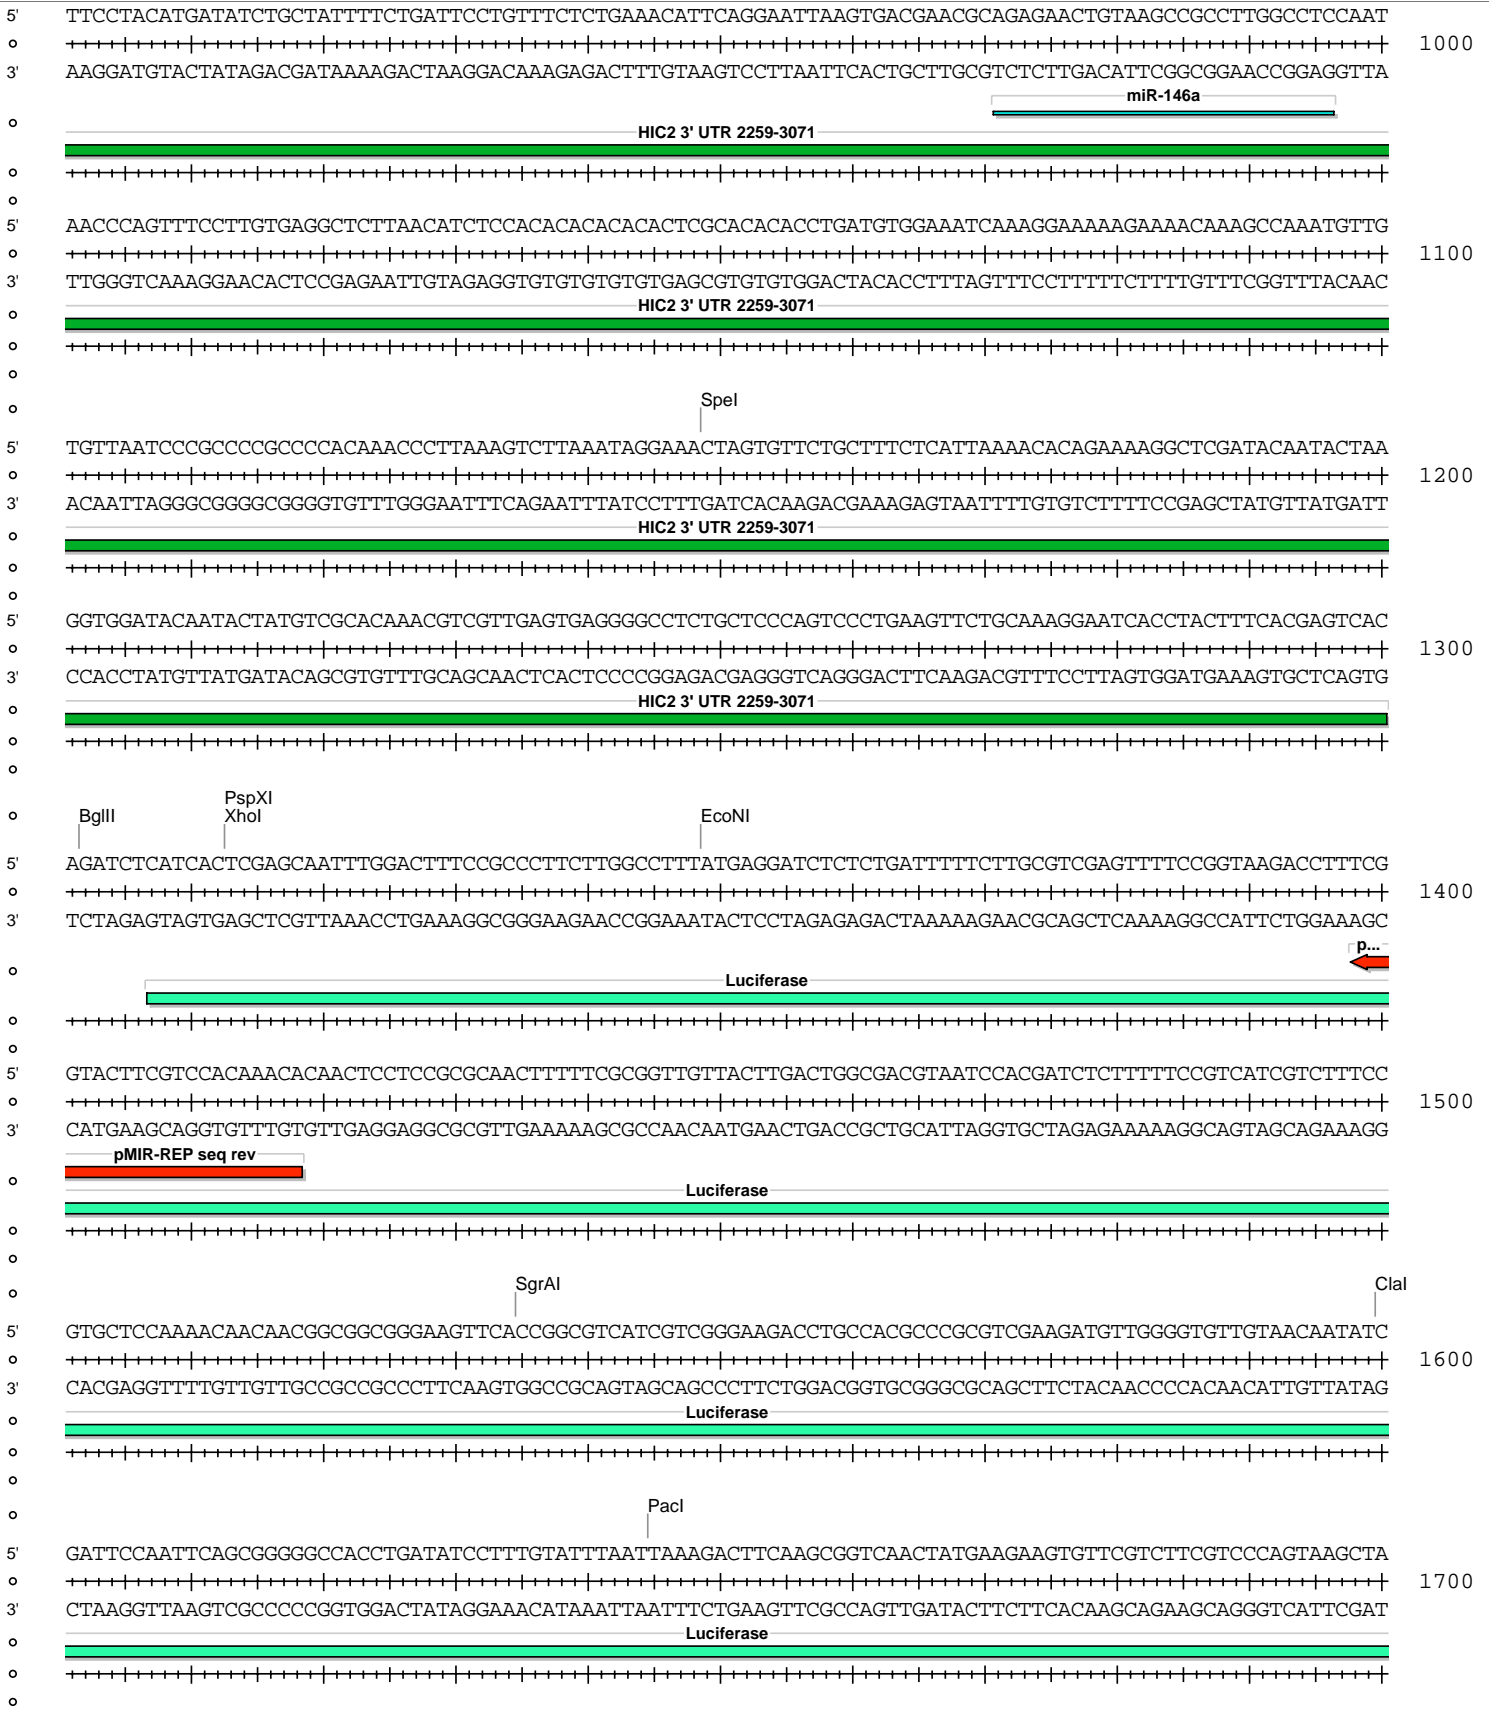 5' TTCCTACATGATATCTGCTATTTTCTGATTCCTGTTTCTCTGAAACATTCAGGAATTAAGTGACGAACGCAGAGAACTGTAAGCCGCCTTGGCCTCCAAT
1000
3' AAGGATGTACTATAGACGATAAAAGACTAAGGACAAAGAGACTTTGTAAGTCCTTAATTCACTGCTTGCGTCTCTTGACATTCGGCGGAACCGGAGGTTA
miR-146a
HIC2 3' UTR 2259-3071
5' AACCCAGTTTCCTTGTGAGGCTCTTAACATCTCCACACACACACACTCGCACACACCTGATGTGGAAATCAAAGGAAAAAGAAAACAAAGCCAAATGTTG
1100
3' TTGGGTCAAAGGAACACTCCGAGAATTGTAGAGGTGTGTGTGTGTGAGCGTGTGTGGACTACACCTTTAGTTTCCTTTTTCTTTTGTTTCGGTTTACAAC
HIC2 3' UTR 2259-3071
SpeI
5' TGTTAATCCCGCCCCGCCCCACAAACCCTTAAAGTCTTAAATAGGAAACTAGTGTTCTGCTTTCTCATTAAAACACAGAAAAGGCTCGATACAATACTAA
1200
3' ACAATTAGGGCGGGGCGGGGTGTTTGGGAATTTCAGAATTTATCCTTTGATCACAAGACGAAAGAGTAATTTTGTGTCTTTTCCGAGCTATGTTATGATT
HIC2 3' UTR 2259-3071
5' GGTGGATACAATACTATGTCGCACAAACGTCGTTGAGTGAGGGGCCTCTGCTCCCAGTCCCTGAAGTTCTGCAAAGGAATCACCTACTTTCACGAGTCAC
1300
3' CCACCTATGTTATGATACAGCGTGTTTGCAGCAACTCACTCCCCGGAGACGAGGGTCAGGGACTTCAAGACGTTTCCTTAGTGGATGAAAGTGCTCAGTG
HIC2 3' UTR 2259-3071
PspXI
BglII XhoI EcoNI
5' AGATCTCATCACTCGAGCAATTTGGACTTTCCGCCCTTCTTGGCCTTTATGAGGATCTCTCTGATTTTTCTTGCGTCGAGTTTTCCGGTAAGACCTTTCG
1400
3' TCTAGAGTAGTGAGCTCGTTAAACCTGAAAGGCGGGAAGAACCGGAAATACTCCTAGAGAGACTAAAAAGAACGCAGCTCAAAAGGCCATTCTGGAAAGC
p...
Luciferase
5' GTACTTCGTCCACAAACACAACTCCTCCGCGCAACTTTTTCGCGGTTGTTACTTGACTGGCGACGTAATCCACGATCTCTTTTTCCGTCATCGTCTTTCC
1500
3' CATGAAGCAGGTGTTTGTGTTGAGGAGGCGCGTTGAAAAAGCGCCAACAATGAACTGACCGCTGCATTAGGTGCTAGAGAAAAAGGCAGTAGCAGAAAGG
pMIR-REP seq rev
Luciferase
SgrAI ClaI
5' GTGCTCCAAAACAACAACGGCGGCGGGAAGTTCACCGGCGTCATCGTCGGGAAGACCTGCCACGCCCGCGTCGAAGATGTTGGGGTGTTGTAACAATATC
1600
3' CACGAGGTTTTGTTGTTGCCGCCGCCCTTCAAGTGGCCGCAGTAGCAGCCCTTCTGGACGGTGCGGGCGCAGCTTCTACAACCCCACAACATTGTTATAG
Luciferase
PacI
5' GATTCCAATTCAGCGGGGGCCACCTGATATCCTTTGTATTTAATTAAAGACTTCAAGCGGTCAACTATGAAGAAGTGTTCGTCTTCGTCCCAGTAAGCTA
1700
3' CTAAGGTTAAGTCGCCCCCGGTGGACTATAGGAAACATAAATTAATTTCTGAAGTTCGCCAGTTGATACTTCTTCACAAGCAGAAGCAGGGTCATTCGAT
Luciferase